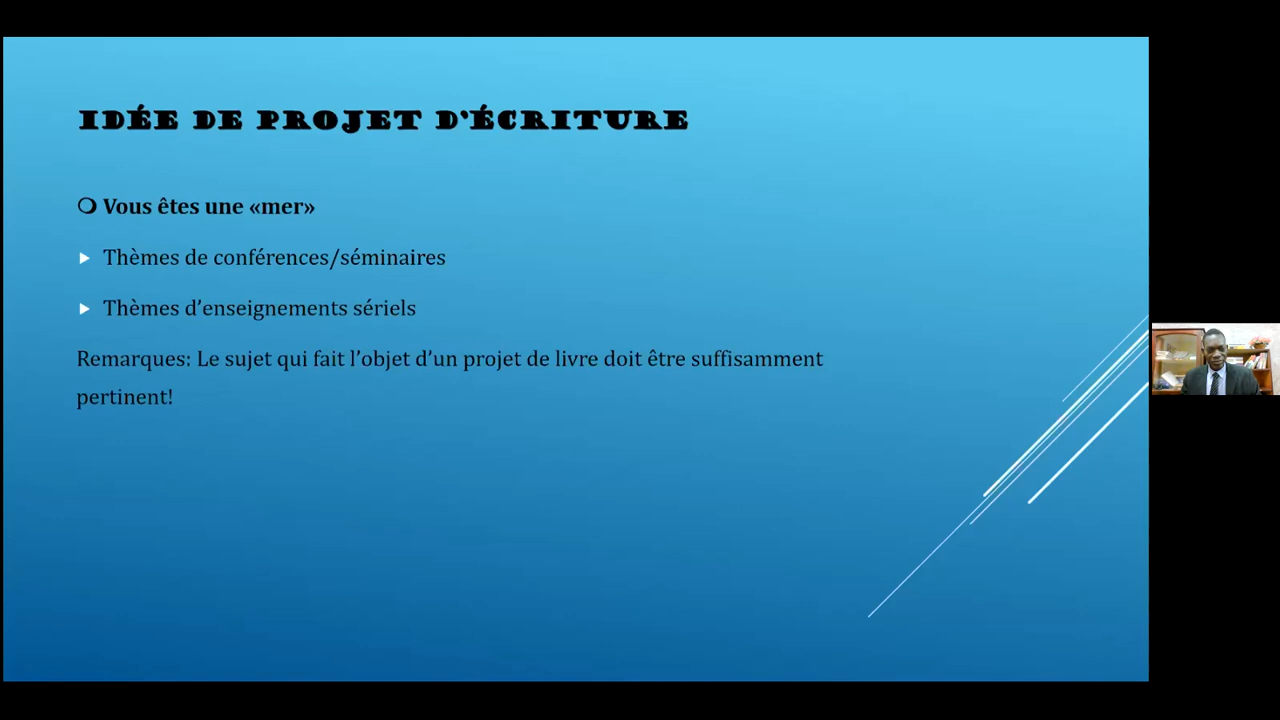 IDÉE DE PROJET D'ÉCRITURE
Vous êtes une «mer»
Thèmes de conférences/séminaires
Thèmes d’enseignements sériels
Remarques: Le sujet qui fait l’objet d’un projet de livre doit être suffisamment
pertinent!